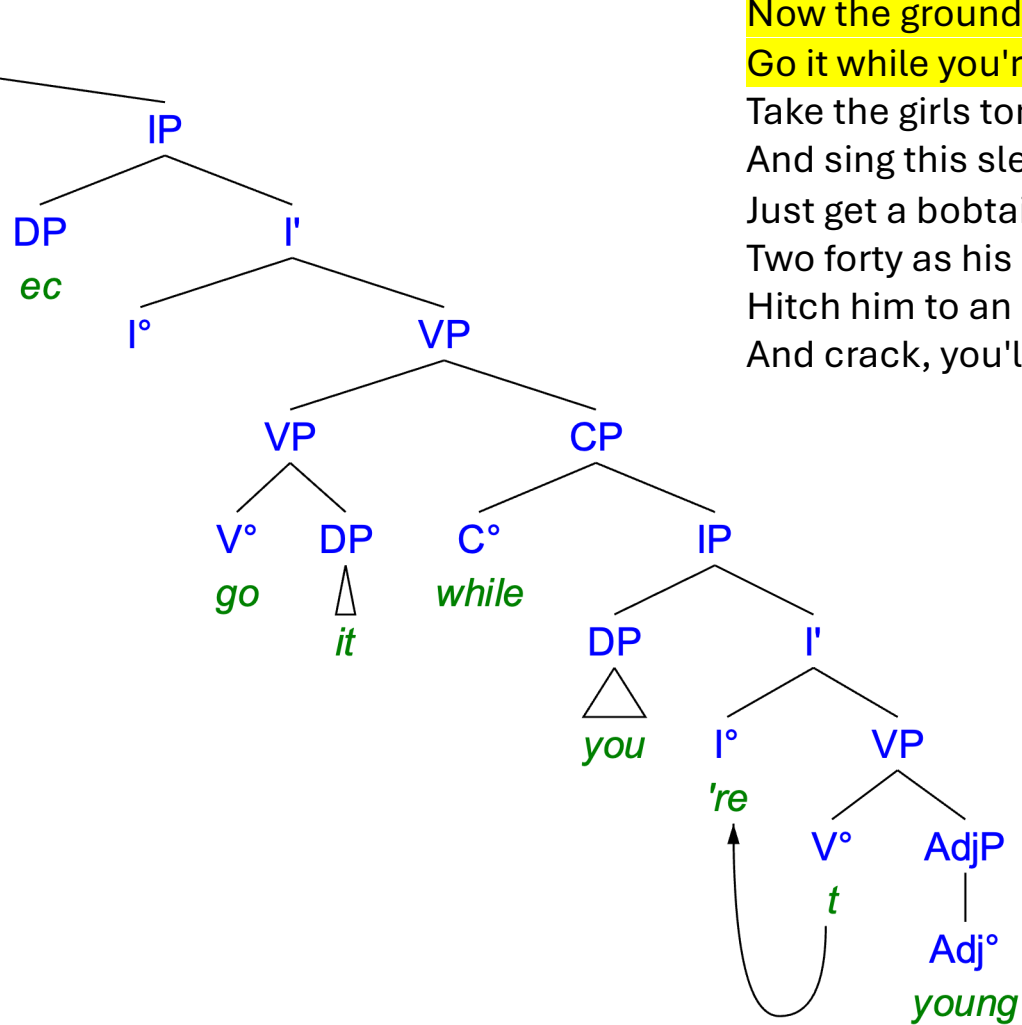 Now the ground
Go it while you'r
Take the girls tor
And sing this sle
Just get a bobtai
Two forty as his
Hitch him to an
And crack, you'l
IP
DP I'
ec
I° VP
VP CP
V° DP C° IP
go while
it DP I'
you I° VP
're
V° AdjP
t
Adj°
young